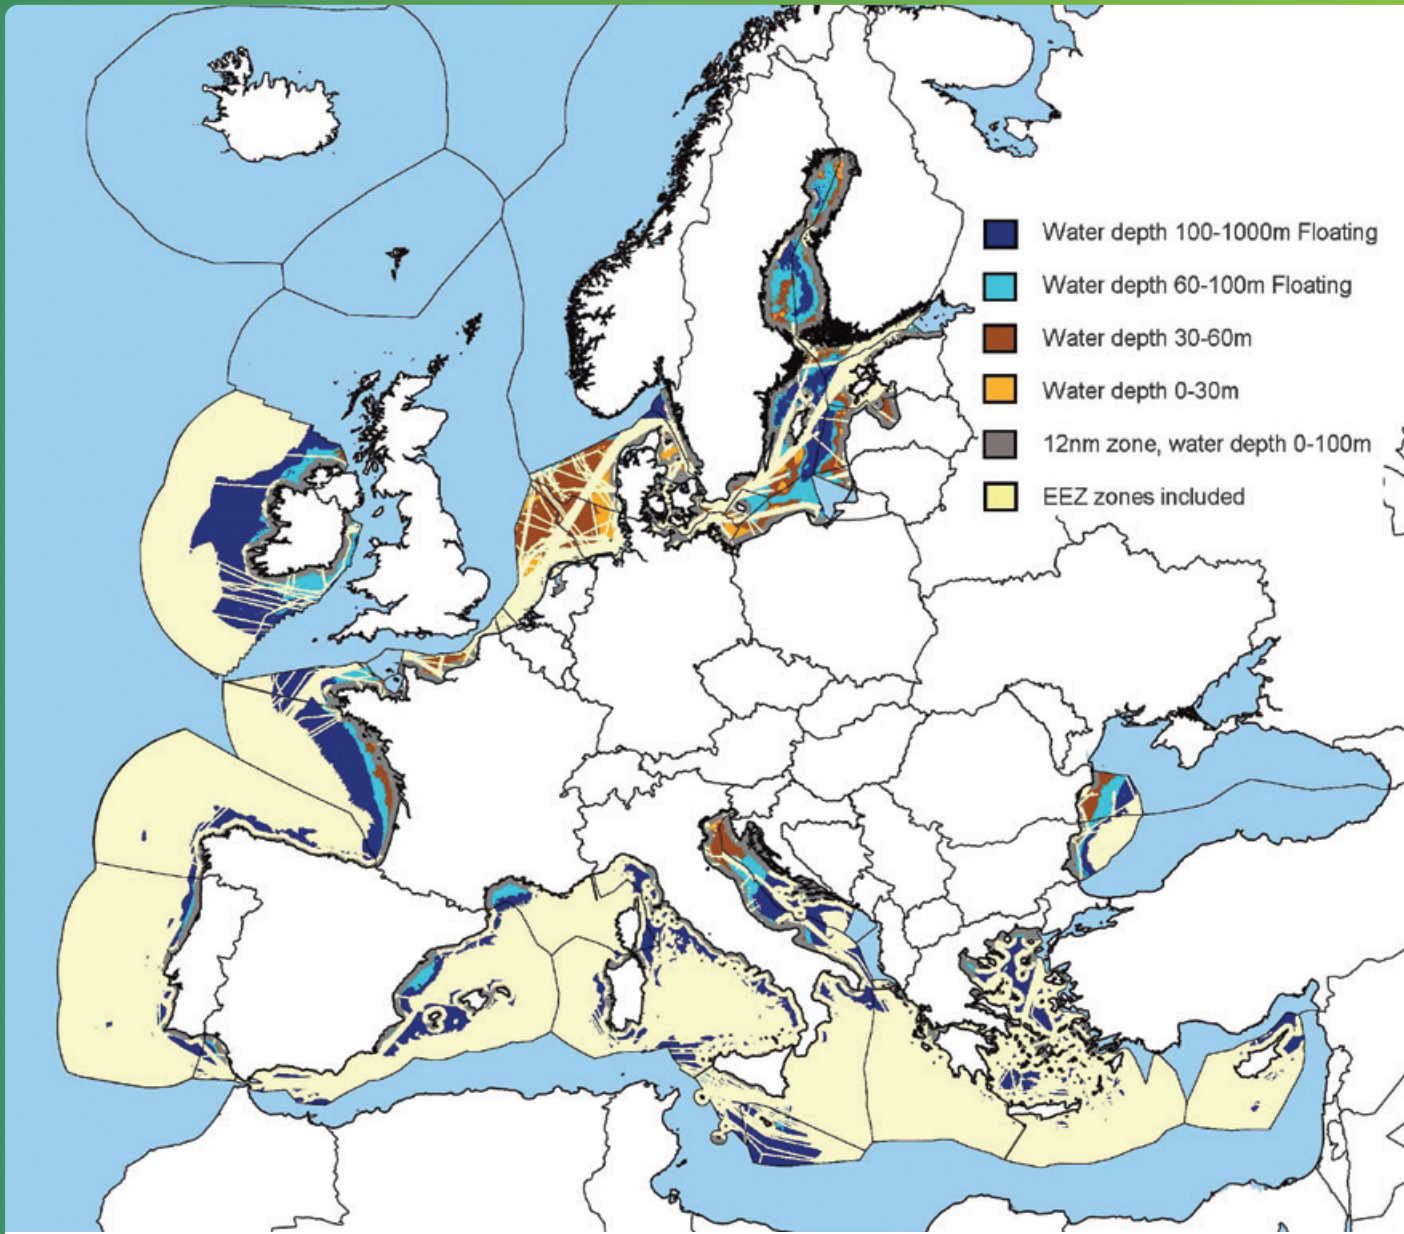 Water depth 100-1000m Floating
Water depth 60-100m Floating
Water depth 30-60m
Water depth 0-30m
12nm zone, water depth 0-100m
EEZ zones included